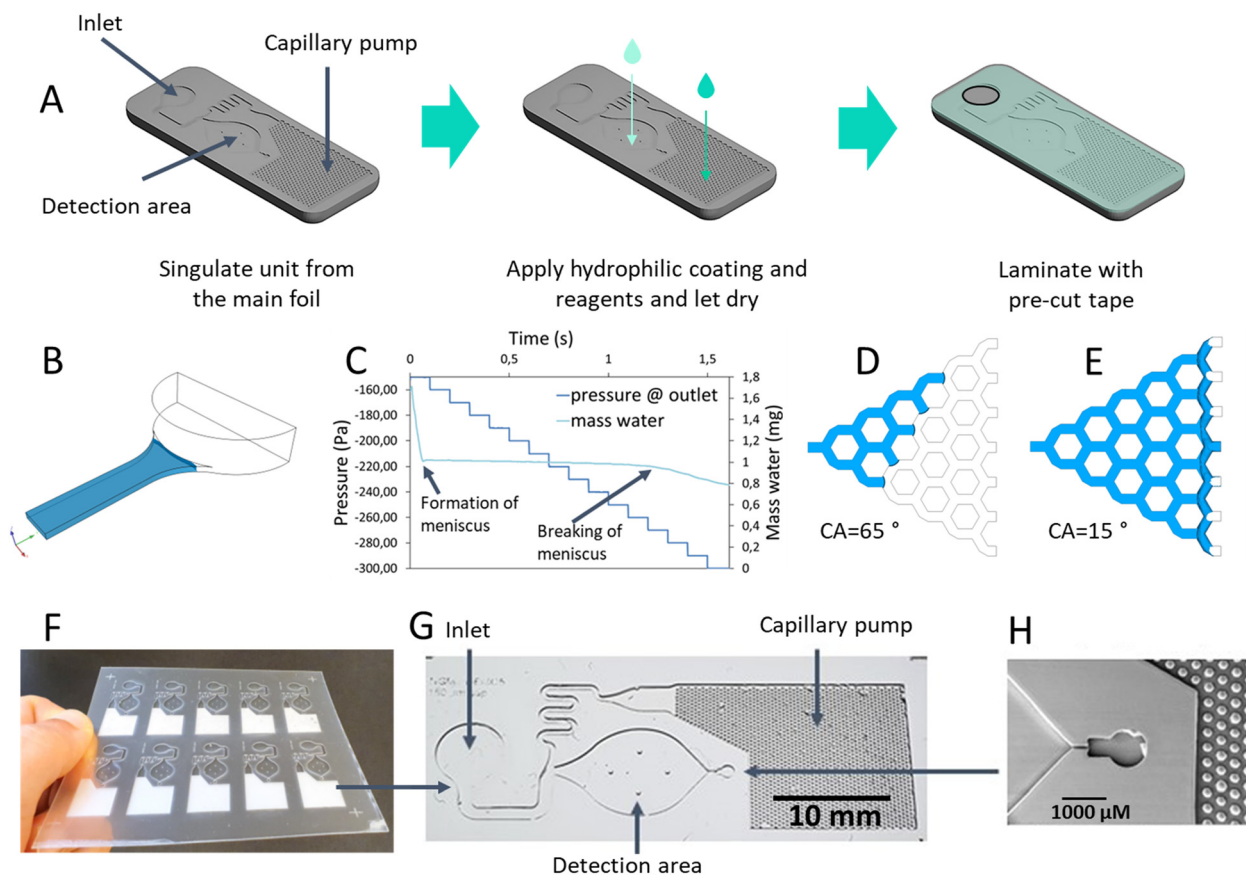 Inlet
Capillary pump
A
Detection area
Singulate unit from
the main foil
Apply hydrophilic coating and
reagents and let dry
Laminate with
pre-cut tape
B
C
Time (s)
0
0,5
1
1,5
Pressure (Pa)
-160,00
-180,00
-200,00
-220,00
-240,00
-260,00
-280,00
-300,00
pressure @ outlet
mass water
Formation of
meniscus
Breaking of
meniscus
1,8
1,6
1,4
1,2
1
0,8
0,6
0,4
0,2
0
Mass water (mg)
D
CA=65 °
E
CA=15 °
F
G
Inlet
Capillary pump
10 mm
Detection area
H
1000 µM